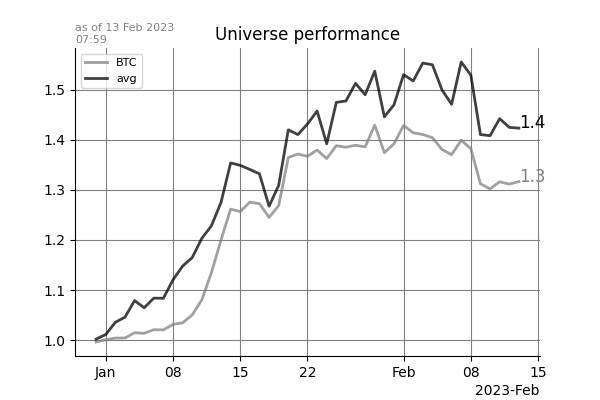 as of 13 Feb 2023
07:59
Universe performance
BTC
avg
1.5
1.4
1.3
1.2
1.1
1.0
1.4
1.3
Jan
08
15
22
Feb
08
15
2023-Feb